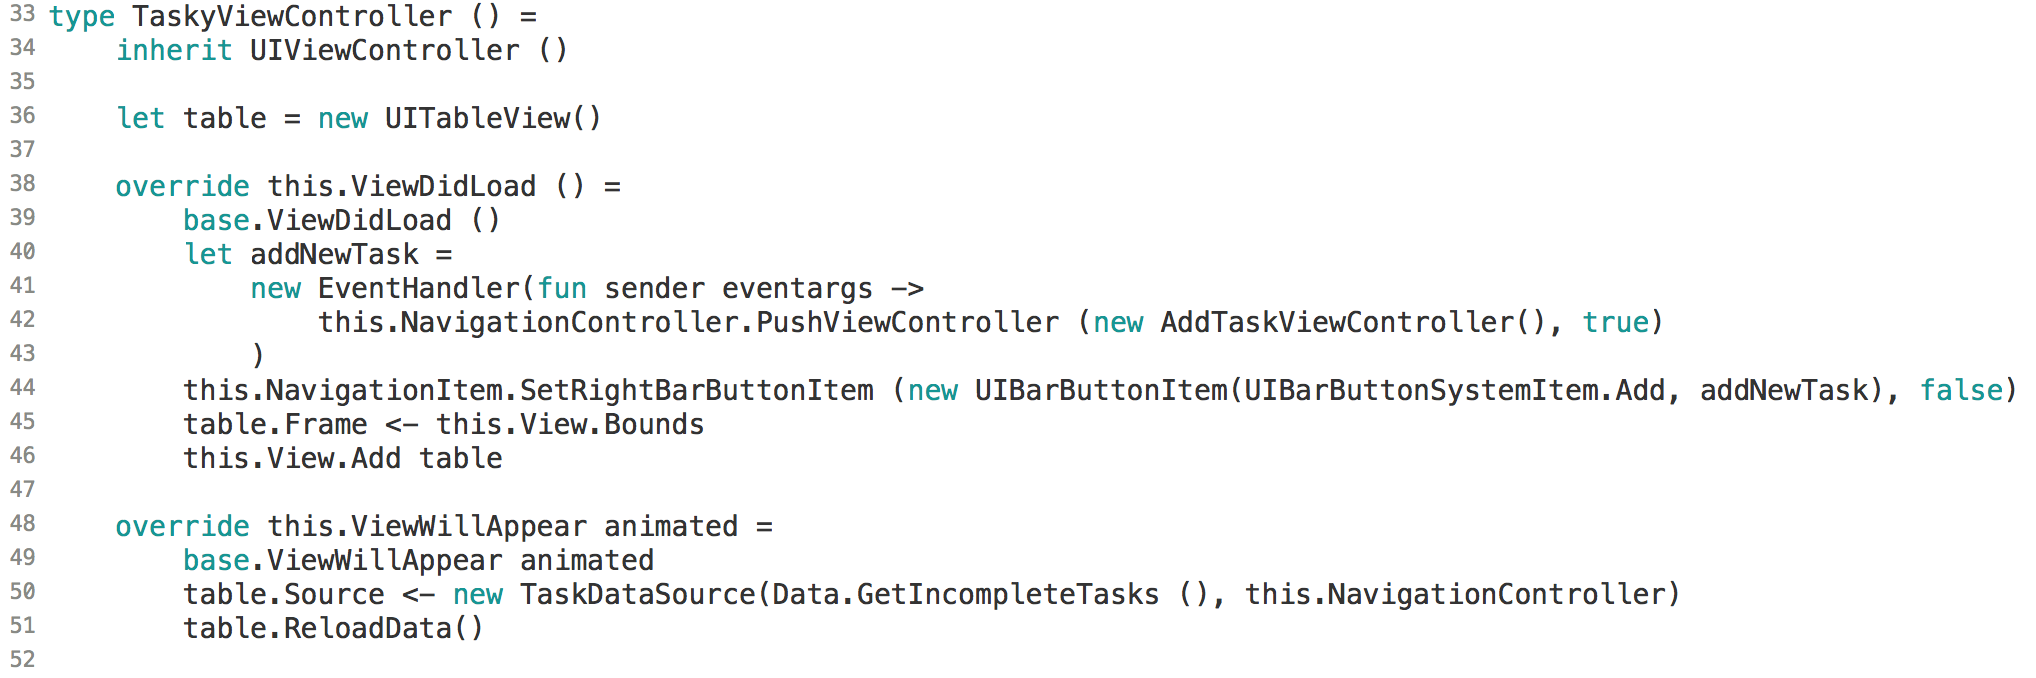 33 type TaskyViewController () =
34     inherit UIViewController ()
35
36     let table = new UITableView()
37
38     override this.ViewDidLoad () =
39         base.ViewDidLoad ()
40         let addNewTask =
41             new EventHandler(fun sender eventargs ->
42                 this.NavigationController.PushViewController (new AddTaskViewController(), true)
43             )
44         this.NavigationItem.SetRightBarButtonItem (new UIBarButtonItem(UIBarButtonSystemItem.Add, addNewTask), false)
45         table.Frame <- this.View.Bounds
46         this.View.Add table
47
48     override this.ViewWillAppear animated =
49         base.ViewWillAppear animated
50         table.Source <- new TaskDataSource(Data.GetIncompleteTasks (), this.NavigationController)
51         table.ReloadData()
52